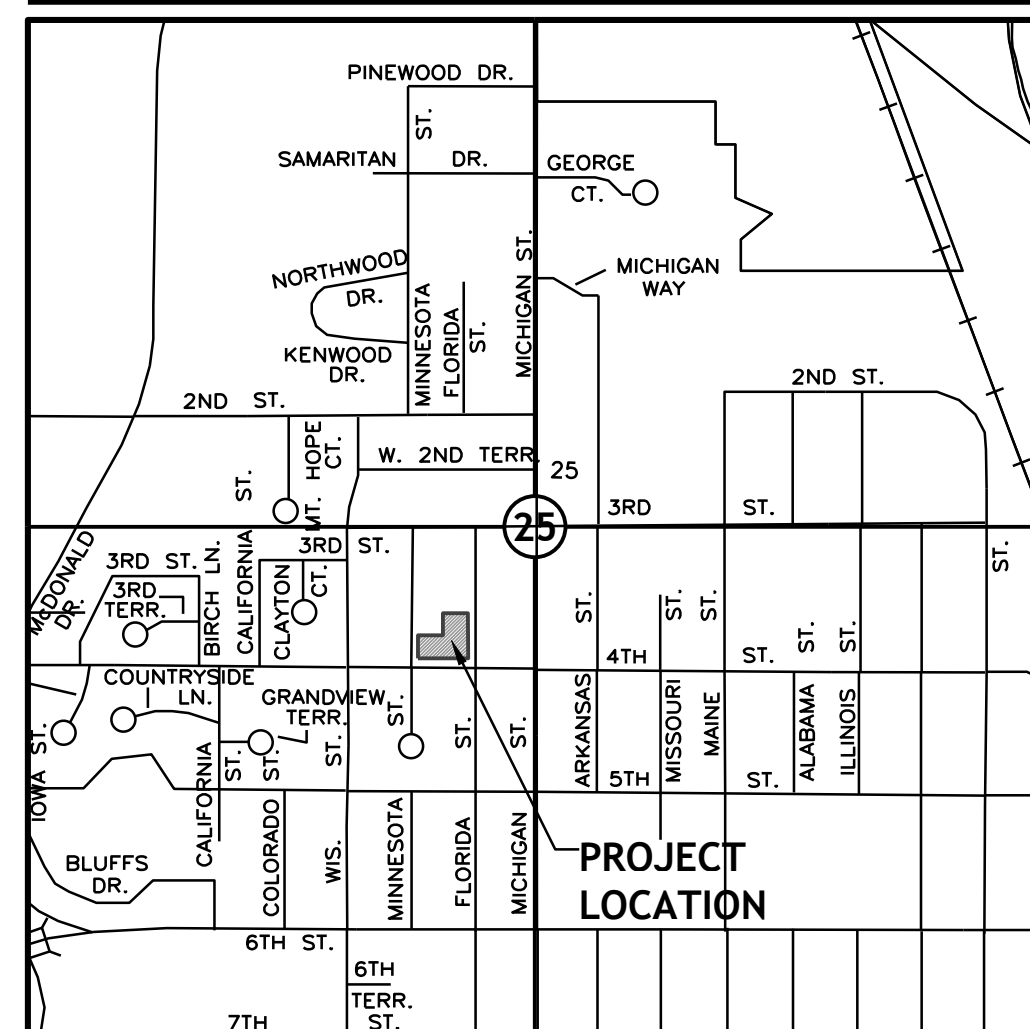 PINEWOOD DR.
ST.
SAMARITAN DR.
GEORGE
CT.
NORTHWOOD
DR.
MICHIGAN ST.
MICHIGAN
WAY
MINNESOTA
FLORIDA
ST.
KENWOOD
DR.
2ND ST.
2ND ST.
MT. HOPE
CT.
W. 2ND TERR.
25
ST.
3RD ST.
25
3RD ST.
McDONALD
DR.
3RD ST.
3RD
TERR.
BIRCH LN.
CALIFORNIA
CLAYTON
CT.
ST.
ST.
ST.
ST.
ST.
ST.
4TH ST.
COUNTRYSIDE
LN.
GRANDVIEW
TERR.
ST.
ST.
ST.
ST.
ST.
ST.
IOWA ST.
ARKANSAS
MISSOURI
MAINE
ALABAMA
ILLINOIS
5TH ST.
CALIFORNIA
COLORADO
WIS.
MINNESOTA
FLORIDA
MICHIGAN
BLUFFS
DR.
PROJECT
LOCATION
6TH ST.
6TH
TERR.
7TH ST.